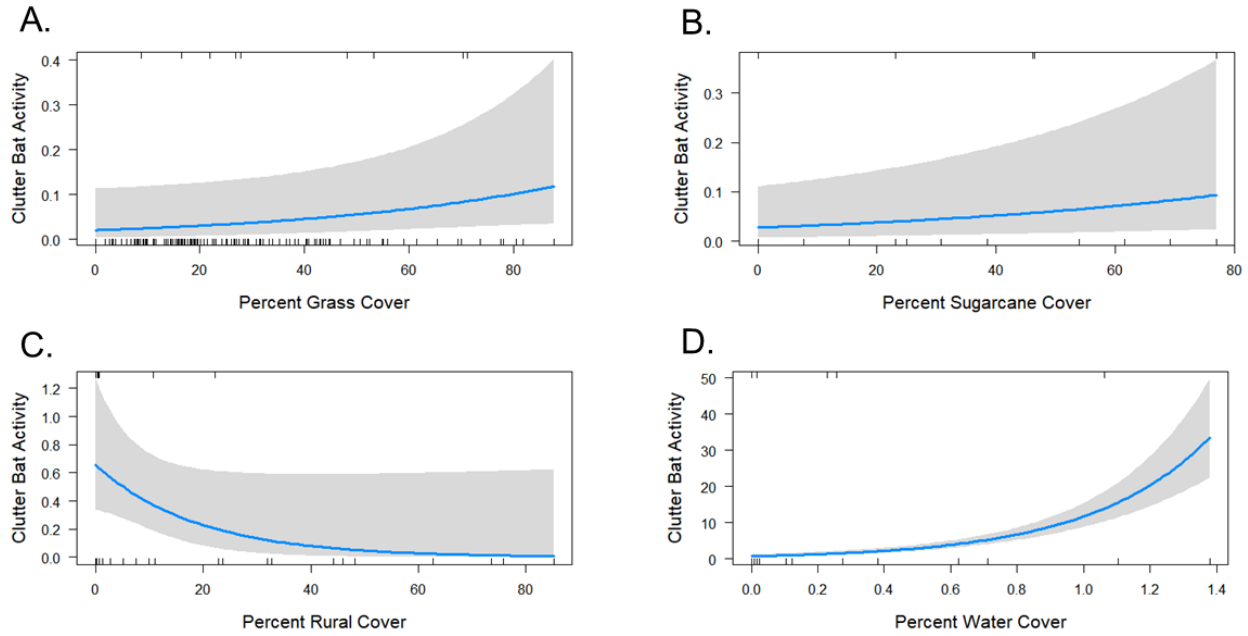 A.
Clutter Bat Activity
0.4
0.3
0.2
0.1
0.0
0 20 40 60 80
Percent Grass Cover
B.
Clutter Bat Activity
0.3
0.2
0.1
0.0
0 20 40 60 80
Percent Sugarcane Cover
C.
Clutter Bat Activity
1.2
1.0
0.8
0.6
0.4
0.2
0.0
0 20 40 60 80
Percent Rural Cover
D.
Clutter Bat Activity
50
40
30
20
10
0
0.0 0.2 0.4 0.6 0.8 1.0 1.2 1.4
Percent Water Cover